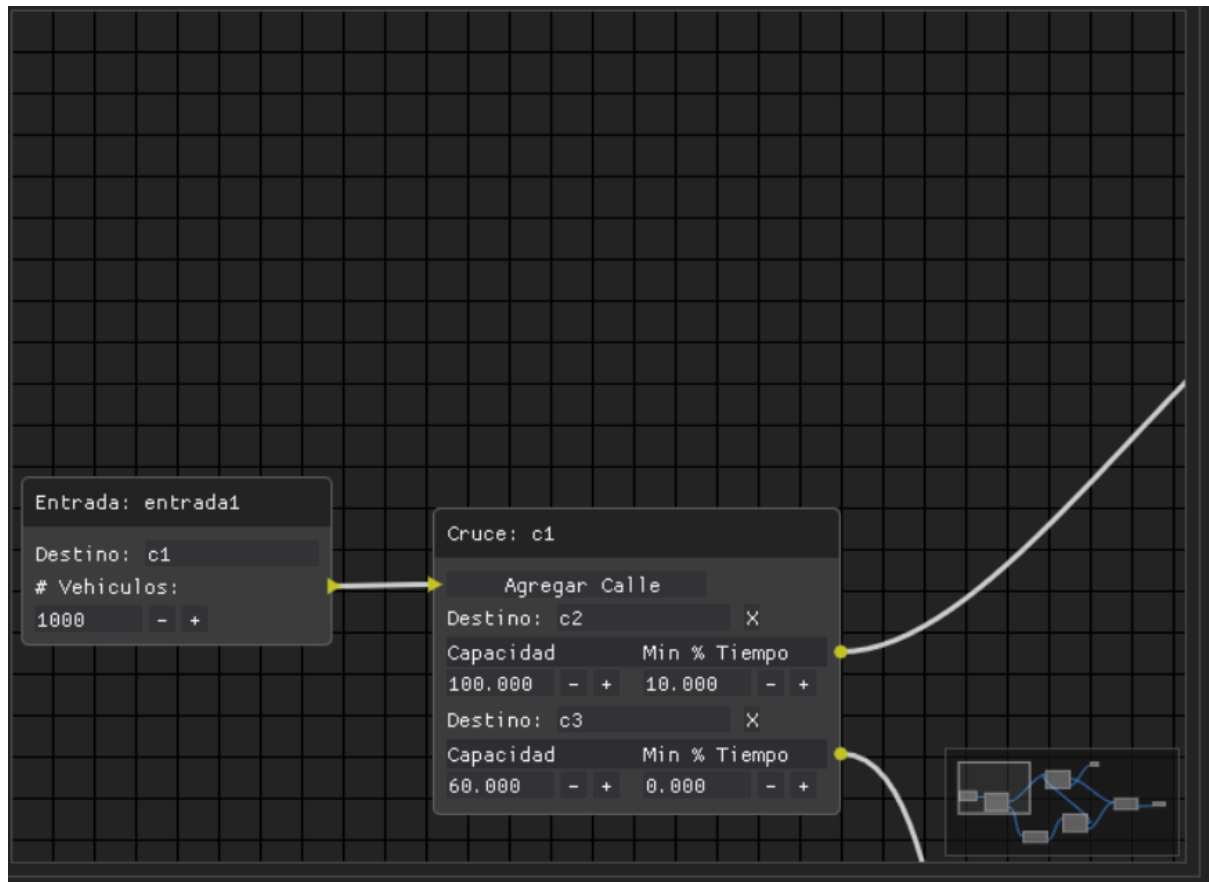 Entrada: entrada1
Destino: c1
# Vehiculos:
1000 - +
Cruce: c1
Agregar Calle
Destino: c2 X
Capacidad Min % Tiempo
100.000 - + 10.000 - +
Destino: c3 X
Capacidad Min % Tiempo
60.000 - + 0.000 - +